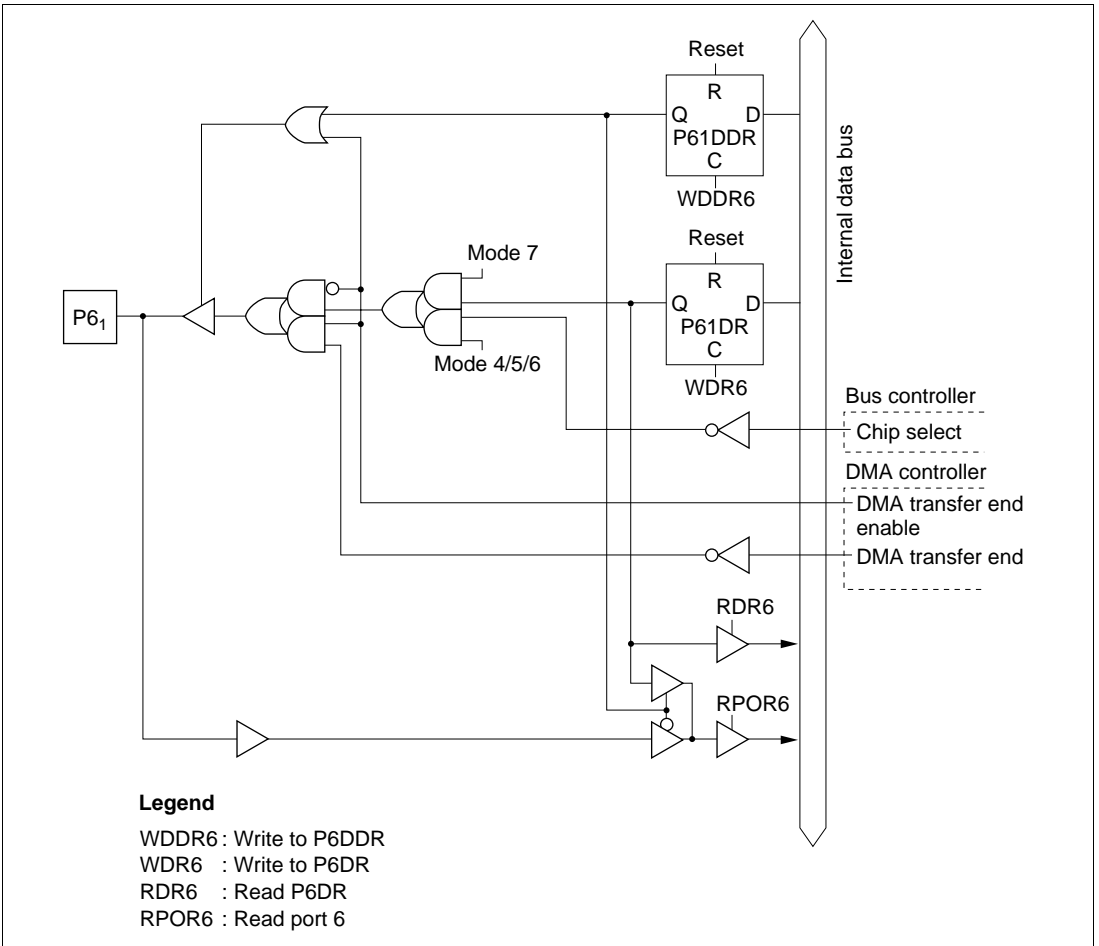 Reset
R
Q D
P61DDR
C
WDDR6
Internal data bus
Mode 7
Reset
R
Q D
P61DR
C
WDR6
P6₁
Mode 4/5/6
Bus controller
Chip select
DMA controller
DMA transfer end
enable
DMA transfer end
RDR6
RPOR6
Legend
WDDR6 : Write to P6DDR
WDR6 : Write to P6DR
RDR6 : Read P6DR
RPOR6 : Read port 6